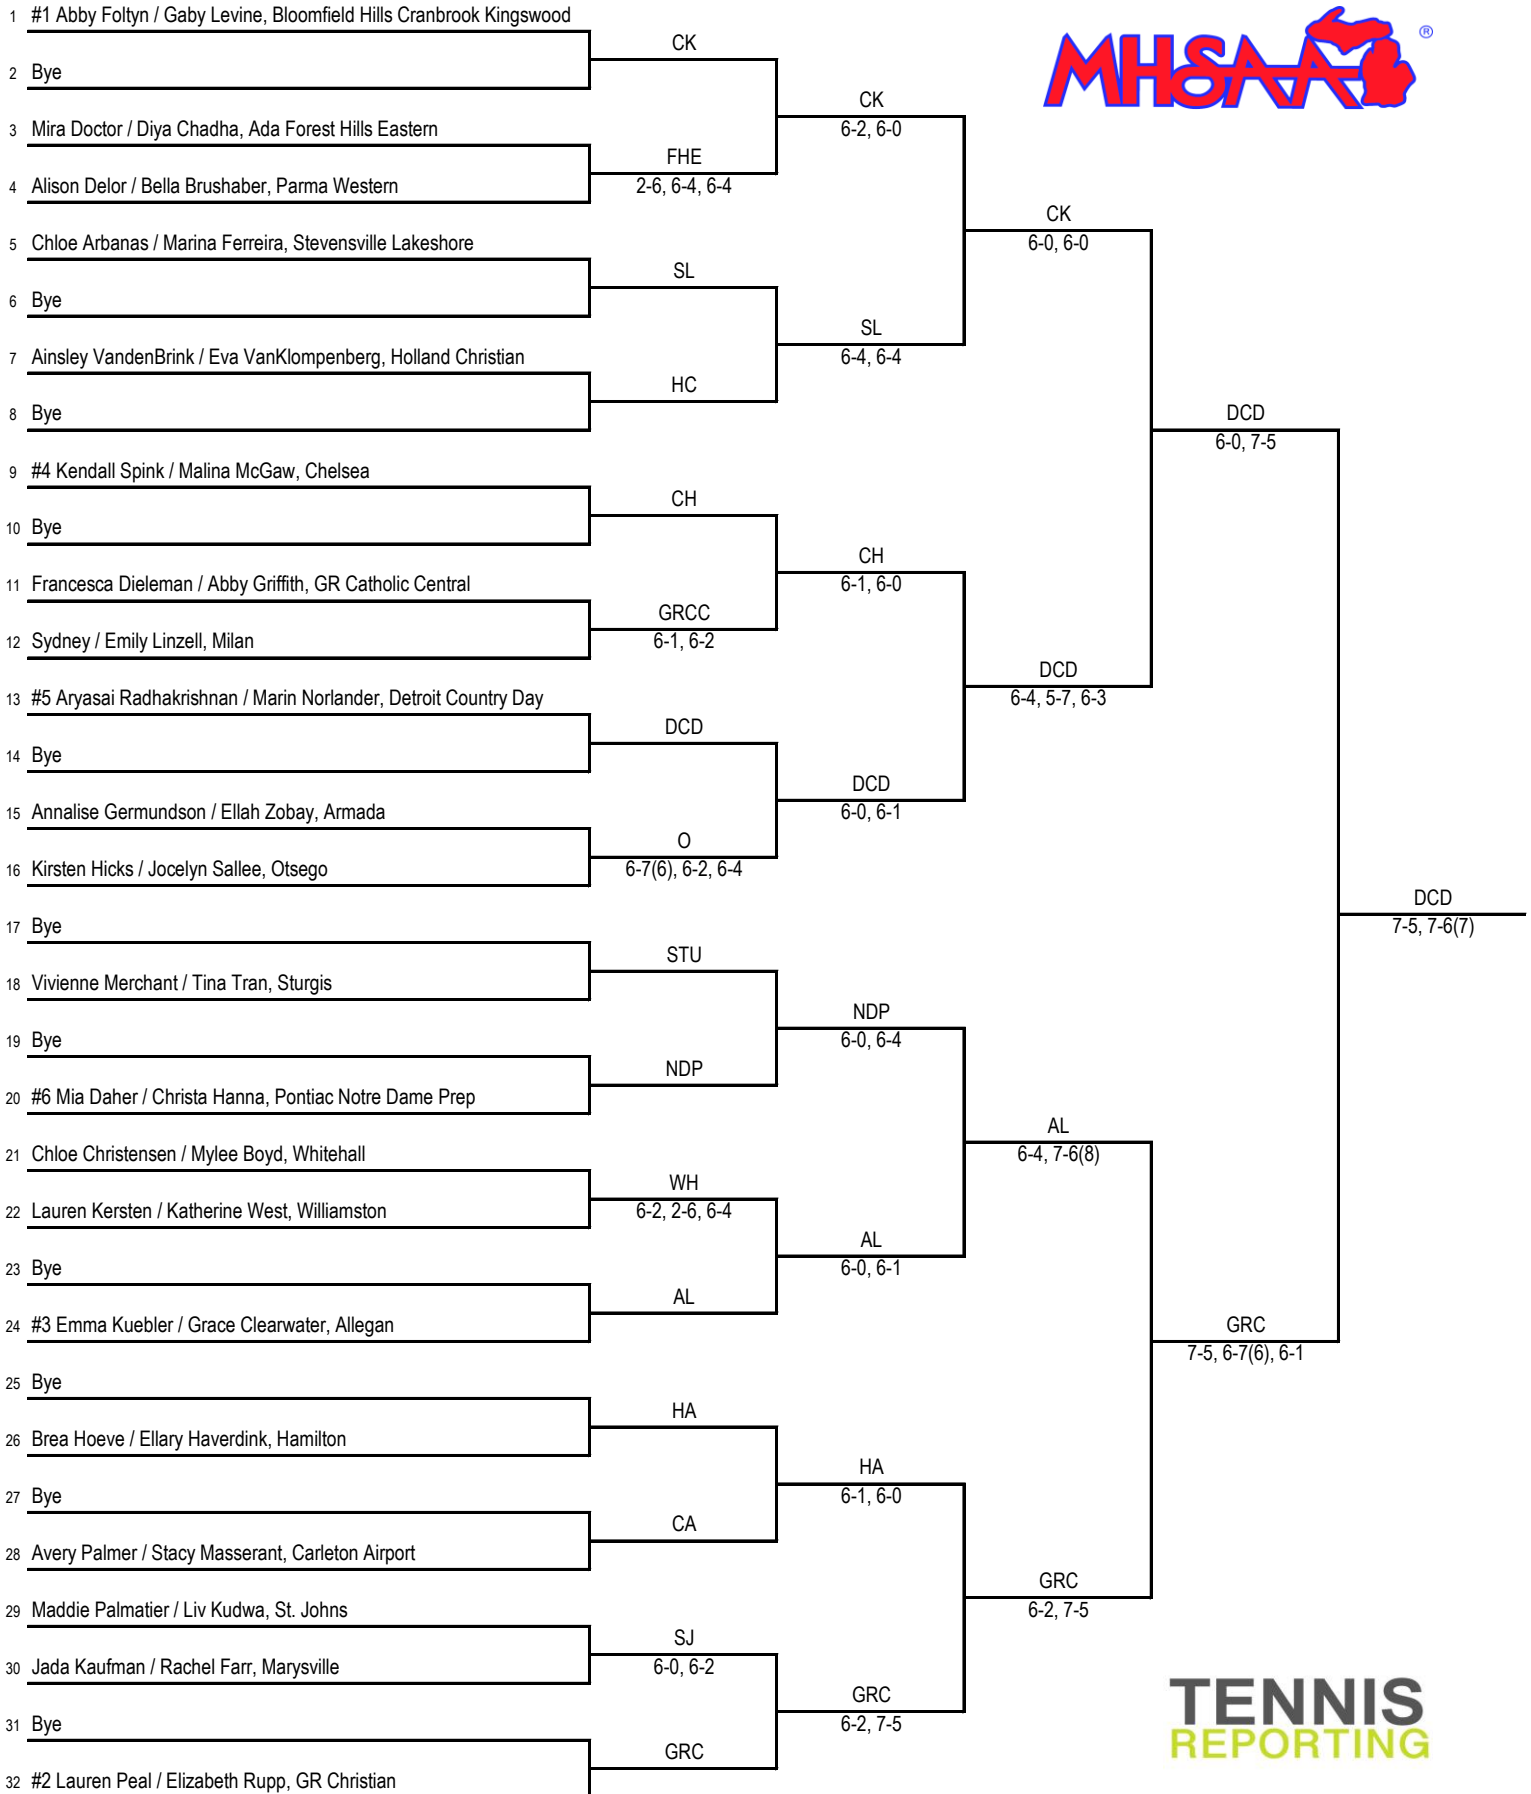 1 #1 Abby Foltyn / Gaby Levine, Bloomfield Hills Cranbrook Kingswood
2 Bye
3 Mira Doctor / Diya Chadha, Ada Forest Hills Eastern
4 Alison Delor / Bella Brushaber, Parma Western
5 Chloe Arbanas / Marina Ferreira, Stevensville Lakeshore
6 Bye
7 Ainsley VandenBrink / Eva VanKlompenberg, Holland Christian
8 Bye
9 #4 Kendall Spink / Malina McGaw, Chelsea
10 Bye
11 Francesca Dieleman / Abby Griffith, GR Catholic Central
12 Sydney / Emily Linzell, Milan
13 #5 Aryasai Radhakrishnan / Marin Norlander, Detroit Country Day
14 Bye
15 Annalise Germundson / Ellah Zobay, Armada
16 Kirsten Hicks / Jocelyn Sallee, Otsego
17 Bye
18 Vivienne Merchant / Tina Tran, Sturgis
19 Bye
20 #6 Mia Daher / Christa Hanna, Pontiac Notre Dame Prep
21 Chloe Christensen / Mylee Boyd, Whitehall
22 Lauren Kersten / Katherine West, Williamston
23 Bye
24 #3 Emma Kuebler / Grace Clearwater, Allegan
25 Bye
26 Brea Hoeve / Ellary Haverdink, Hamilton
27 Bye
28 Avery Palmer / Stacy Masserant, Carleton Airport
29 Maddie Palmatier / Liv Kudwa, St. Johns
30 Jada Kaufman / Rachel Farr, Marysville
31 Bye
32 #2 Lauren Peal / Elizabeth Rupp, GR Christian
CK
FHE
2-6, 6-4, 6-4
SL
HC
CH
GRCC
6-1, 6-2
DCD
O
6-7(6), 6-2, 6-4
STU
NDP
WH
6-2, 2-6, 6-4
AL
HA
CA
SJ
6-0, 6-2
GRC
CK
6-2, 6-0
SL
6-4, 6-4
CH
6-1, 6-0
DCD
6-0, 6-1
NDP
6-0, 6-4
AL
6-0, 6-1
HA
6-1, 6-0
GRC
6-2, 7-5
CK
6-0, 6-0
DCD
6-4, 5-7, 6-3
AL
6-4, 7-6(8)
GRC
6-2, 7-5
DCD
6-0, 7-5
GRC
7-5, 6-7(6), 6-1
DCD
7-5, 7-6(7)
MHSAA ®
TENNIS
REPORTING